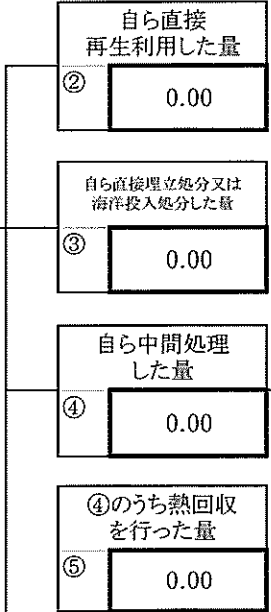 自ら直接
再生利用した量
②
0.00
自ら直接埋立処分又は
海洋投入処分した量
③
0.00
自ら中間処理
した量
④
0.00
④のうち熱回収
を行った量
⑤
0.00